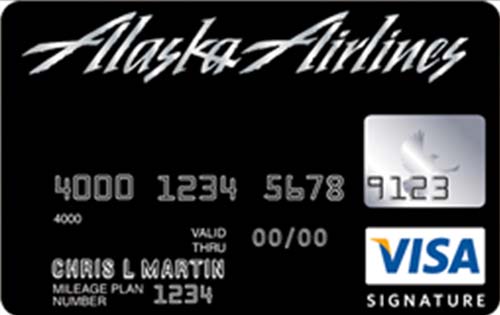 Alaska Airlines
4000 1234 5678 9123
4000
VALID THRU 00/00
CHRIS L MARTIN
MILEAGE PLAN NUMBER 1234
VISA
SIGNATURE